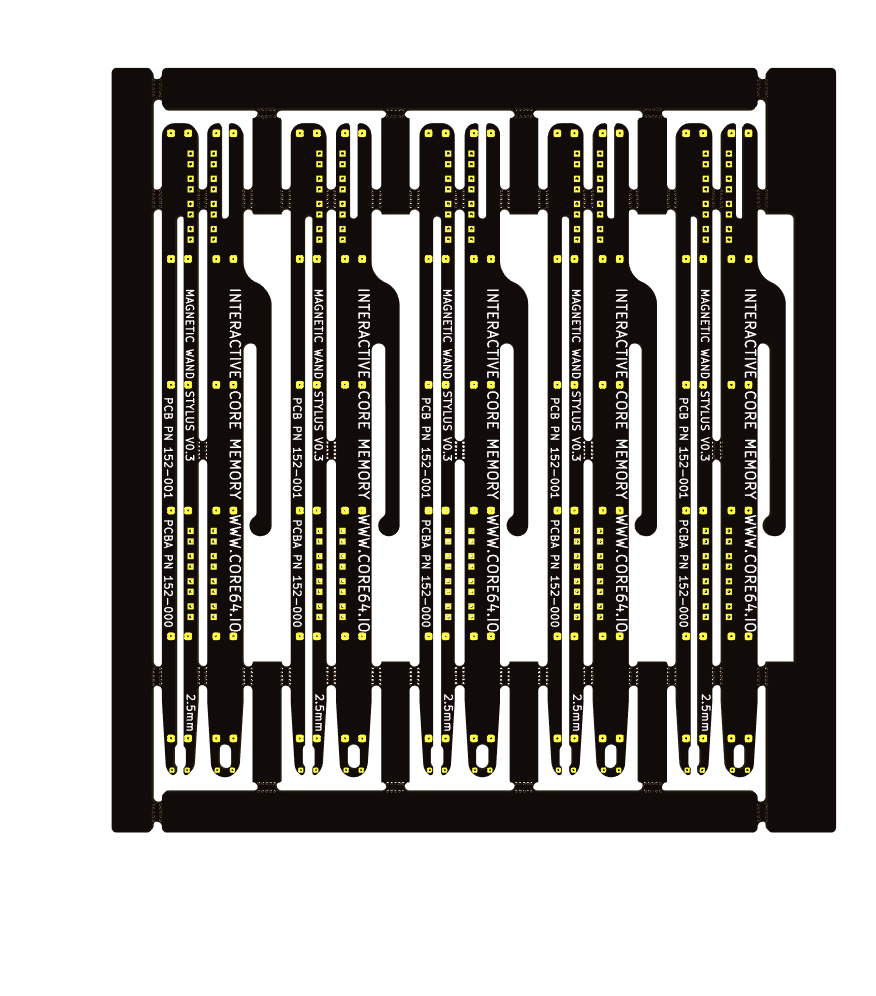 MAGNETIC WAND STYLUS V0.3
PCB PN 152-001 PCBA PN 152-000
2.5mm
INTERACTIVE CORE MEMORY WWW.CORE64.IO
MAGNETIC WAND STYLUS V0.3
PCB PN 152-001 PCBA PN 152-000
2.5mm
INTERACTIVE CORE MEMORY WWW.CORE64.IO
MAGNETIC WAND STYLUS V0.3
PCB PN 152-001 PCBA PN 152-000
2.5mm
INTERACTIVE CORE MEMORY WWW.CORE64.IO
MAGNETIC WAND STYLUS V0.3
PCB PN 152-001 PCBA PN 152-000
2.5mm
INTERACTIVE CORE MEMORY WWW.CORE64.IO
MAGNETIC WAND STYLUS V0.3
PCB PN 152-001 PCBA PN 152-000
2.5mm
INTERACTIVE CORE MEMORY WWW.CORE64.IO